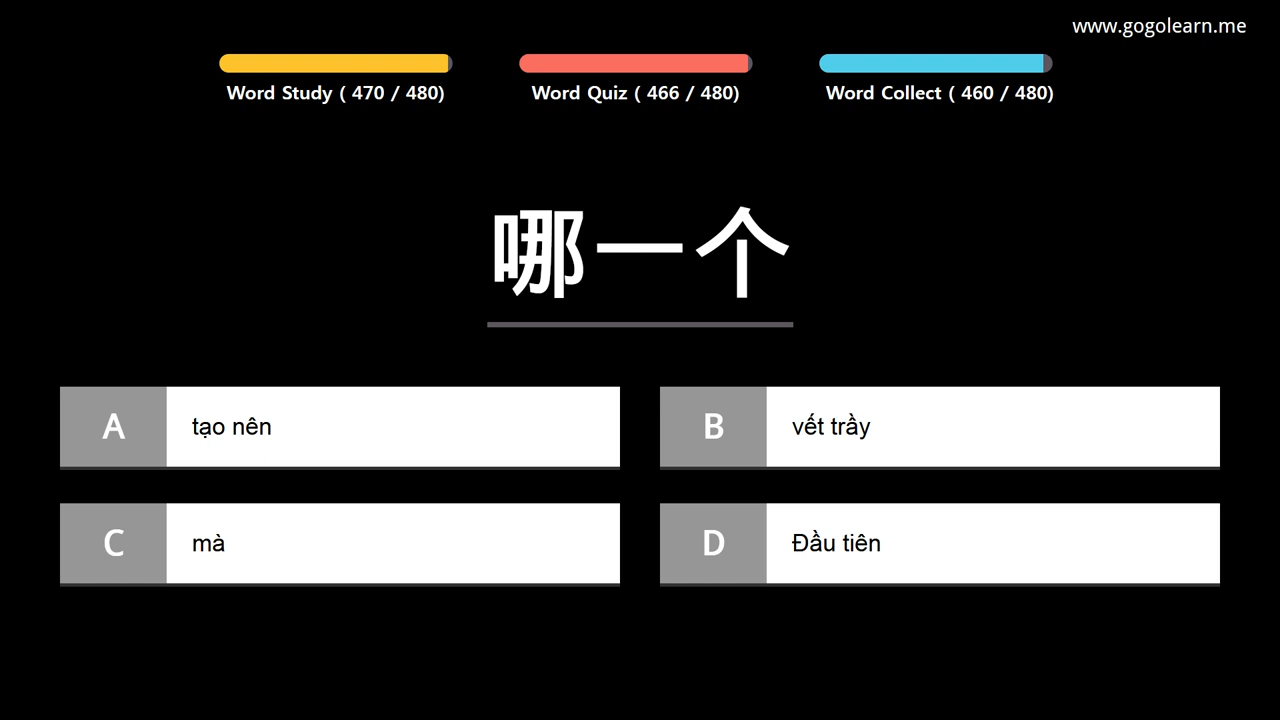 www.gogolearn.me
Word Study ( 470 / 480)
Word Quiz ( 466 / 480)
Word Collect ( 460 / 480)
哪一个
A tạo nên
B vết trầy
C mà
D Đầu tiên